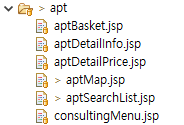 > apt
aptBasket.jsp
aptDetailInfo.jsp
aptDetailPrice.jsp
> aptMap.jsp
> aptSearchList.jsp
consultingMenu.jsp